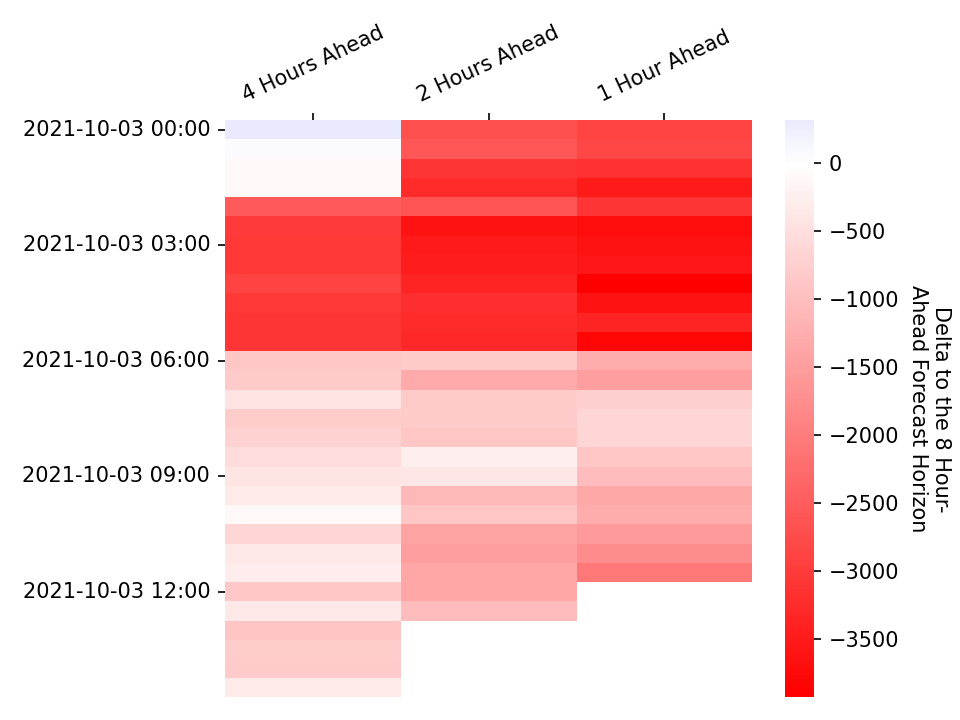 4 Hours Ahead
2 Hours Ahead
1 Hour Ahead
2021-10-03 00:00
2021-10-03 03:00
2021-10-03 06:00
2021-10-03 09:00
2021-10-03 12:00
0
−500
−1000
−1500
−2000
−2500
−3000
−3500
Delta to the 8 Hour-
Ahead Forecast Horizon